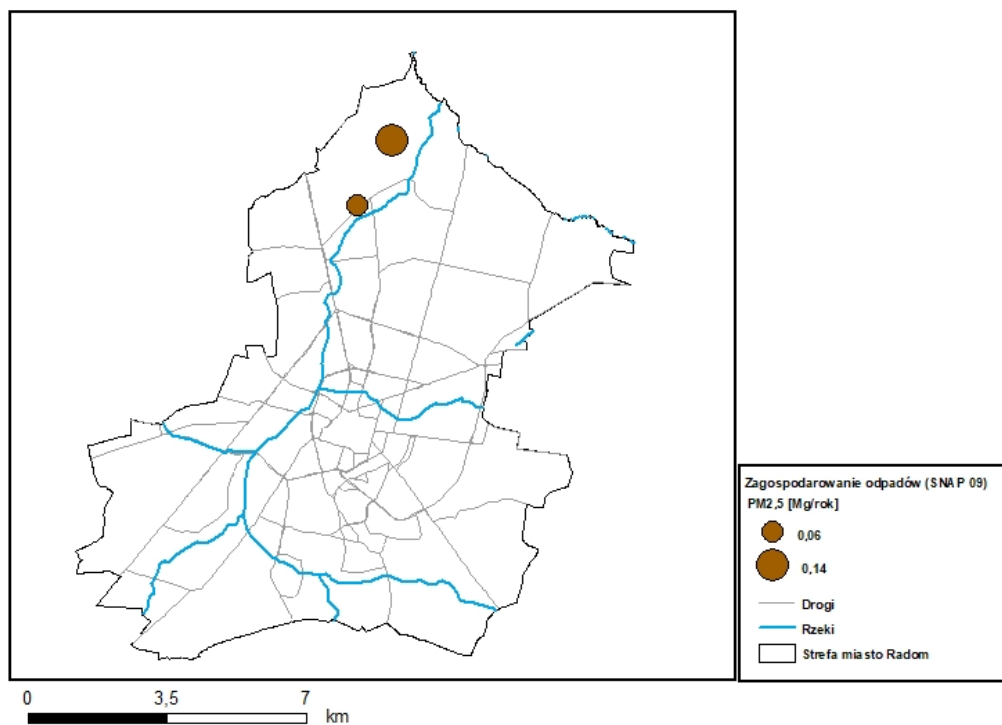 Zagospodarowanie odpadów (SNAP 09)
PM2,5 [Mg/rok]
0,06
0,14
Drogi
Rzeki
Strefa miasto Radom
0 3,5 7
km